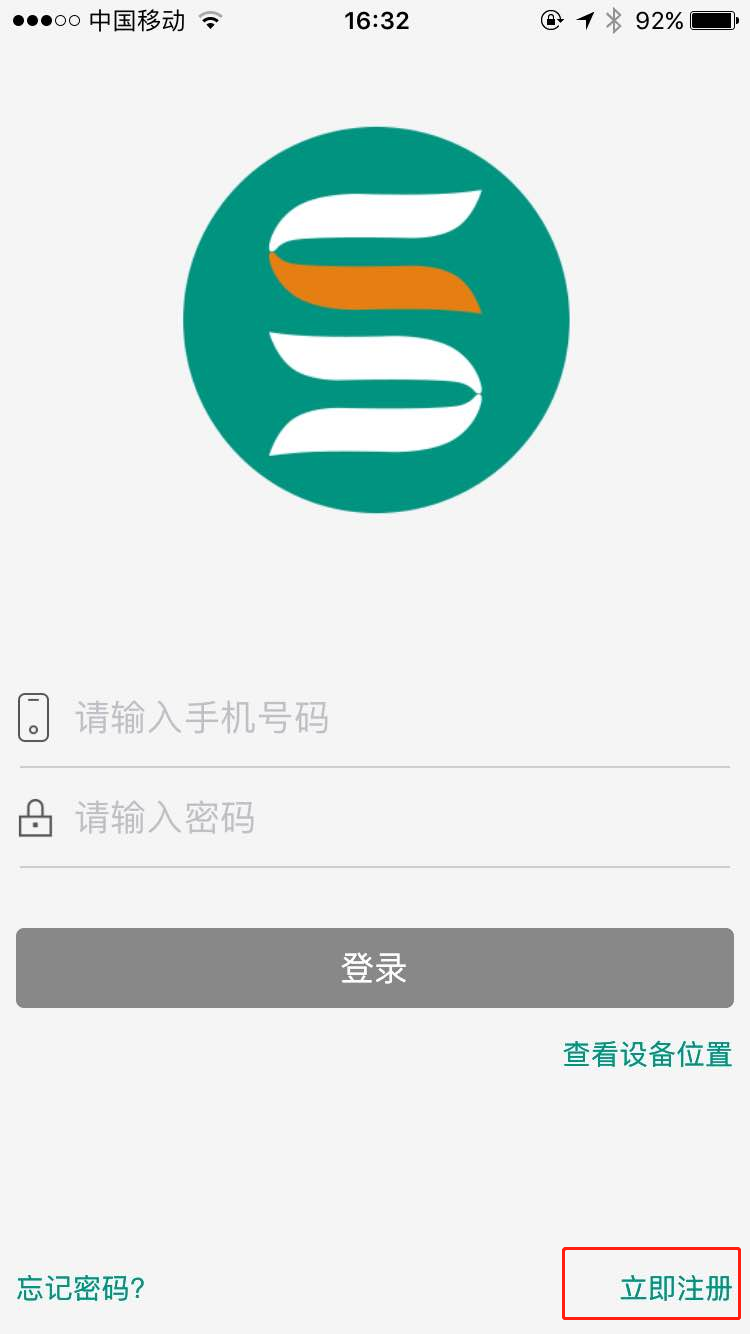 中国移动 16:32 92%
请输入手机号码
请输入密码
登录
查看设备位置
忘记密码? 立即注册